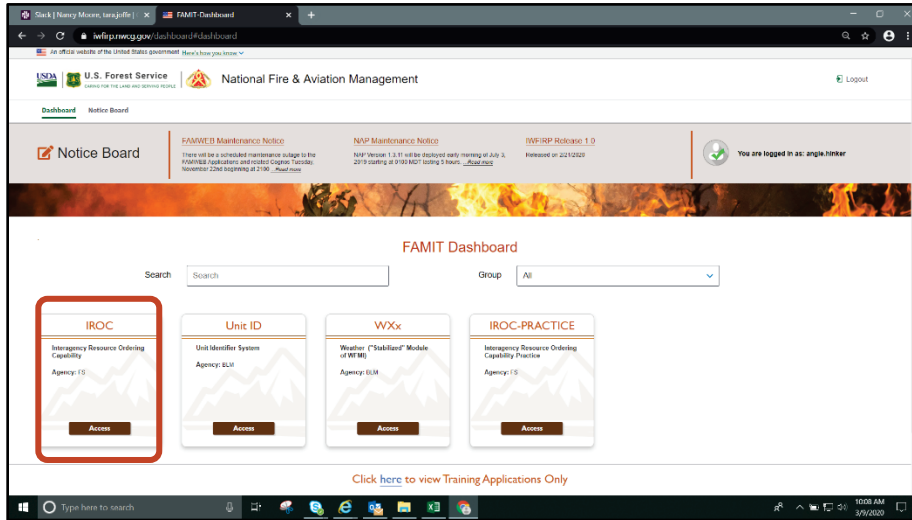 Slack | Nancy Moore, tara.joffe |
FAMIT-Dashboard
iwfirp.nwcg.gov/dashboard#dashboard
An official website of the United States government Here's how you know
USDA U.S. Forest Service
CARING FOR THE LAND AND SERVING PEOPLE
National Fire & Aviation Management
Logout
Dashboard Notice Board
Notice Board
FAMWEB Maintenance Notice
There will be a scheduled maintenance outage to the
FAMWEB Applications and related Cognos Tuesday,
November 22nd beginning at 2100 ...Read more
NAP Maintenance Notice
NAP Version 1.3.11 will be deployed early morning of July 3,
2019 starting at 0100 MDT lasting 5 hours. ...Read more
IWFIRP Release 1.0
Released on 2/21/2020
You are logged in as: angie.hinker
FAMIT Dashboard
Search Search Group All
IROC
Interagency Resource Ordering
Capability
Agency: FS
Access
Unit ID
Unit Identifier System
Agency: BLM
Access
WXx
Weather ("Stabilized" Module
of WFMI)
Agency: BLM
Access
IROC-PRACTICE
Interagency Resource Ordering
Capability Practice
Agency: FS
Access
Click here to view Training Applications Only
Type here to search
10:08 AM
3/9/2020